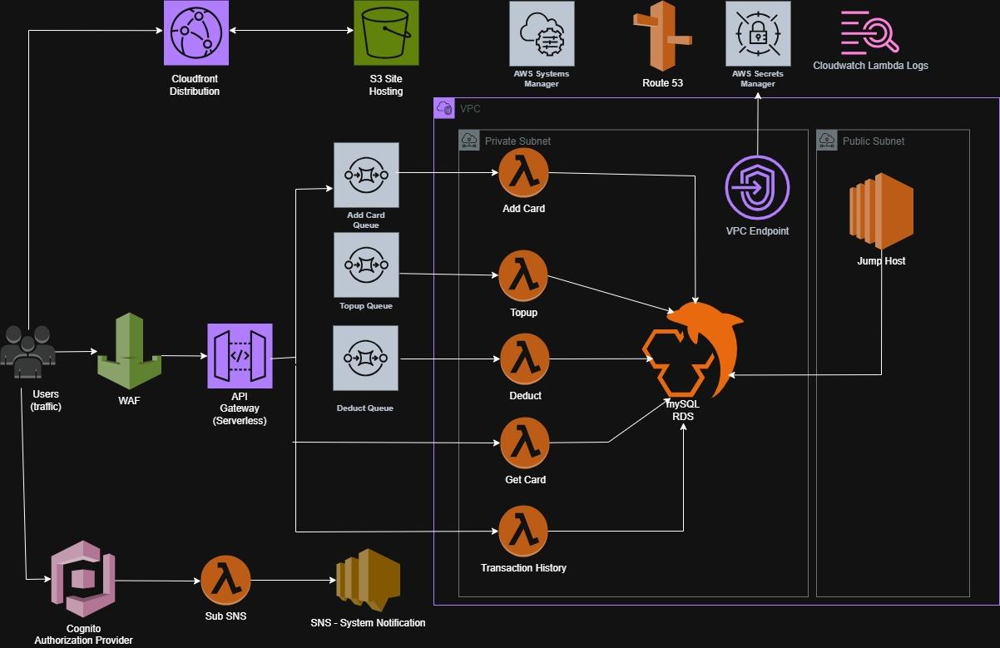 Cloudfront
Distribution
S3 Site
Hosting
AWS Systems
Manager
Route 53
AWS Secrets
Manager
Cloudwatch Lambda Logs
VPC
Private Subnet
Public Subnet
Add Card
Queue
Add Card
VPC Endpoint
Jump Host
Topup Queue
Topup
Users
(traffic)
WAF
</>
API
Gateway
(Serverless)
Deduct Queue
Deduct
mySQL
RDS
Get Card
Transaction History
Cognito
Authorization Provider
Sub SNS
SNS - System Notification